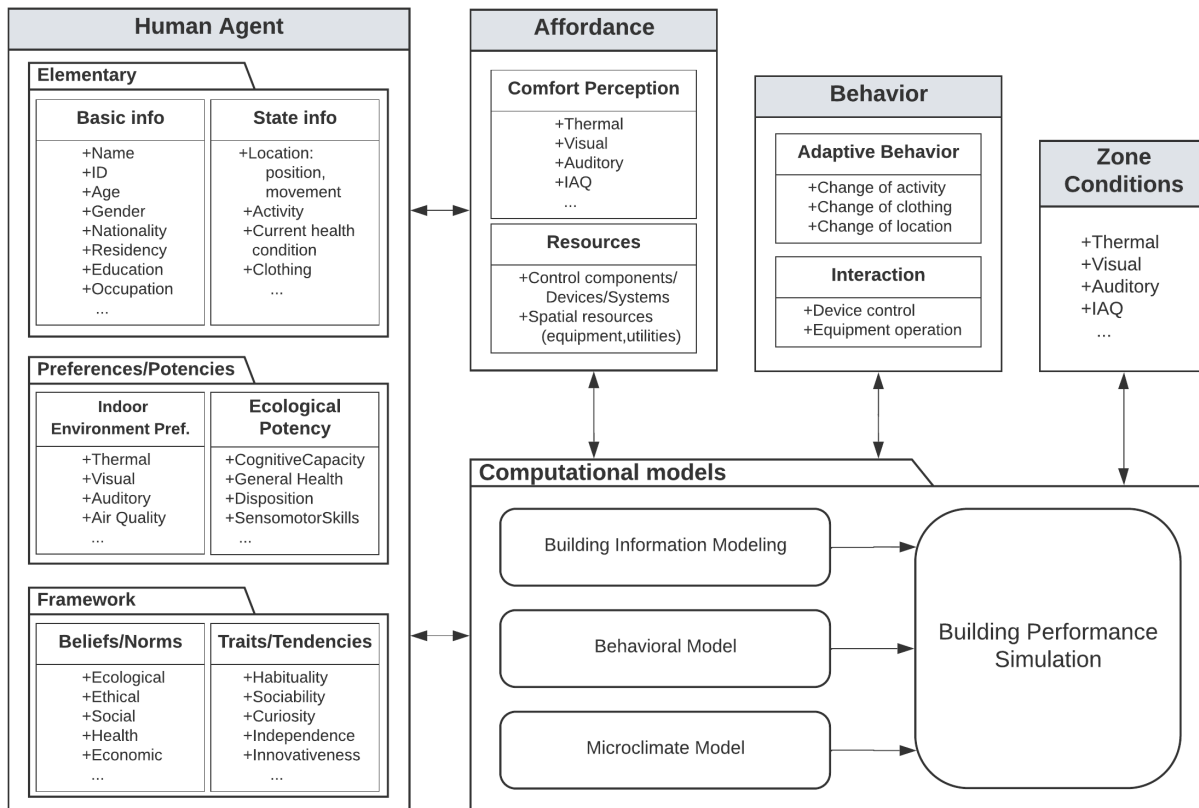 Human Agent
Elementary
Basic info
+Name
+ID
+Age
+Gender
+Nationality
+Residency
+Education
+Occupation
...
State info
+Location:
position,
movement
+Activity
+Current health
condition
+Clothing
...
Preferences/Potencies
Indoor
Environment Pref.
+Thermal
+Visual
+Auditory
+Air Quality
...
Ecological
Potency
+CognitiveCapacity
+General Health
+Disposition
+SensomotorSkills
...
Framework
Beliefs/Norms
+Ecological
+Ethical
+Social
+Health
+Economic
...
Traits/Tendencies
+Habituality
+Sociability
+Curiosity
+Independence
+Innovativeness
...
Affordance
Comfort Perception
+Thermal
+Visual
+Auditory
+IAQ
...
Resources
+Control components/
Devices/Systems
+Spatial resources
(equipment,utilities)
Behavior
Adaptive Behavior
+Change of activity
+Change of clothing
+Change of location
Interaction
+Device control
+Equipment operation
Zone
Conditions
+Thermal
+Visual
+Auditory
+IAQ
...
Computational models
Building Information Modeling
Behavioral Model
Microclimate Model
Building Performance
Simulation